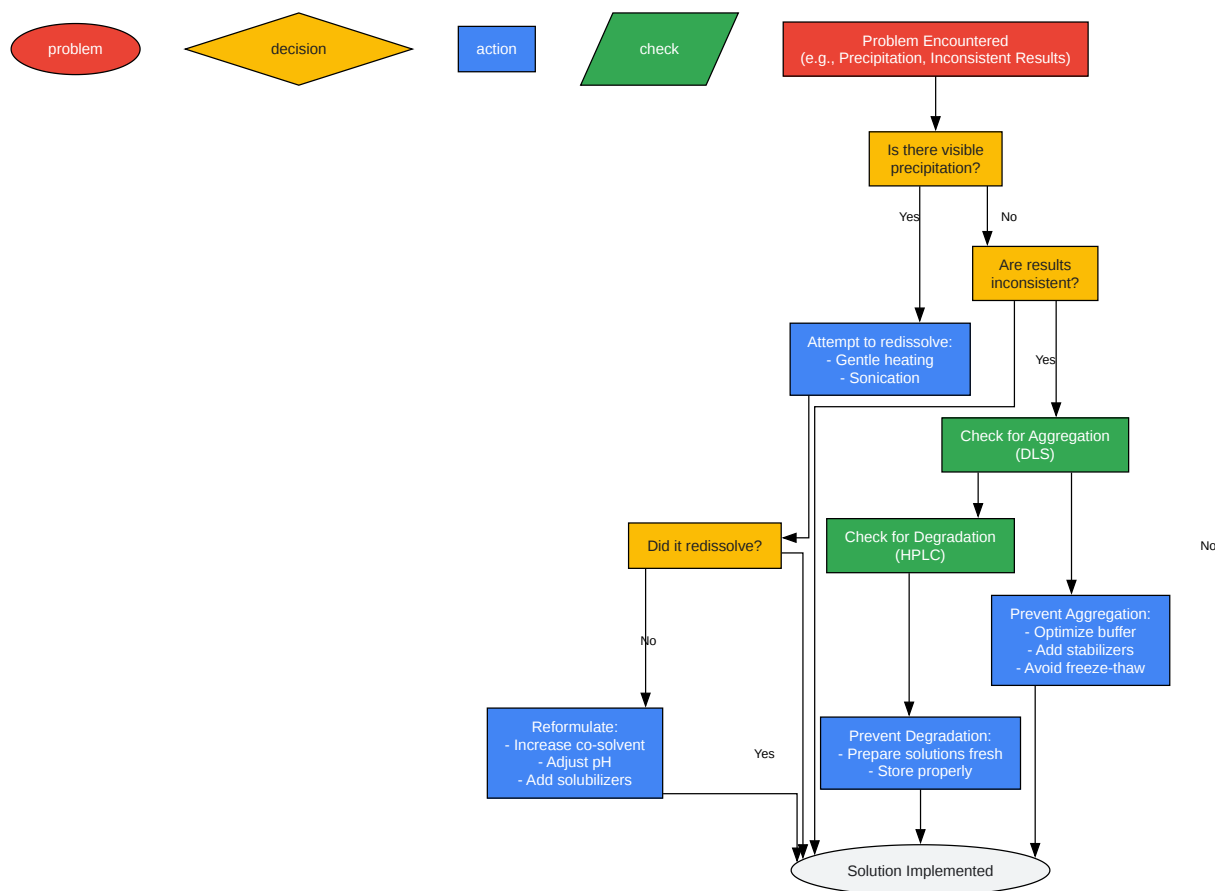 problem
decision
action
check
Problem Encountered
(e.g., Precipitation, Inconsistent Results)
Is there visible
precipitation?
Yes
No
Are results
inconsistent?
Attempt to redissolve:
- Gentle heating
- Sonication
Yes
Check for Aggregation
(DLS)
Did it redissolve?
Check for Degradation
(HPLC)
No
Prevent Aggregation:
- Optimize buffer
- Add stabilizers
- Avoid freeze-thaw
No
Reformulate:
- Increase co-solvent
- Adjust pH
- Add solubilizers
Yes
Prevent Degradation:
- Prepare solutions fresh
- Store properly
Solution Implemented